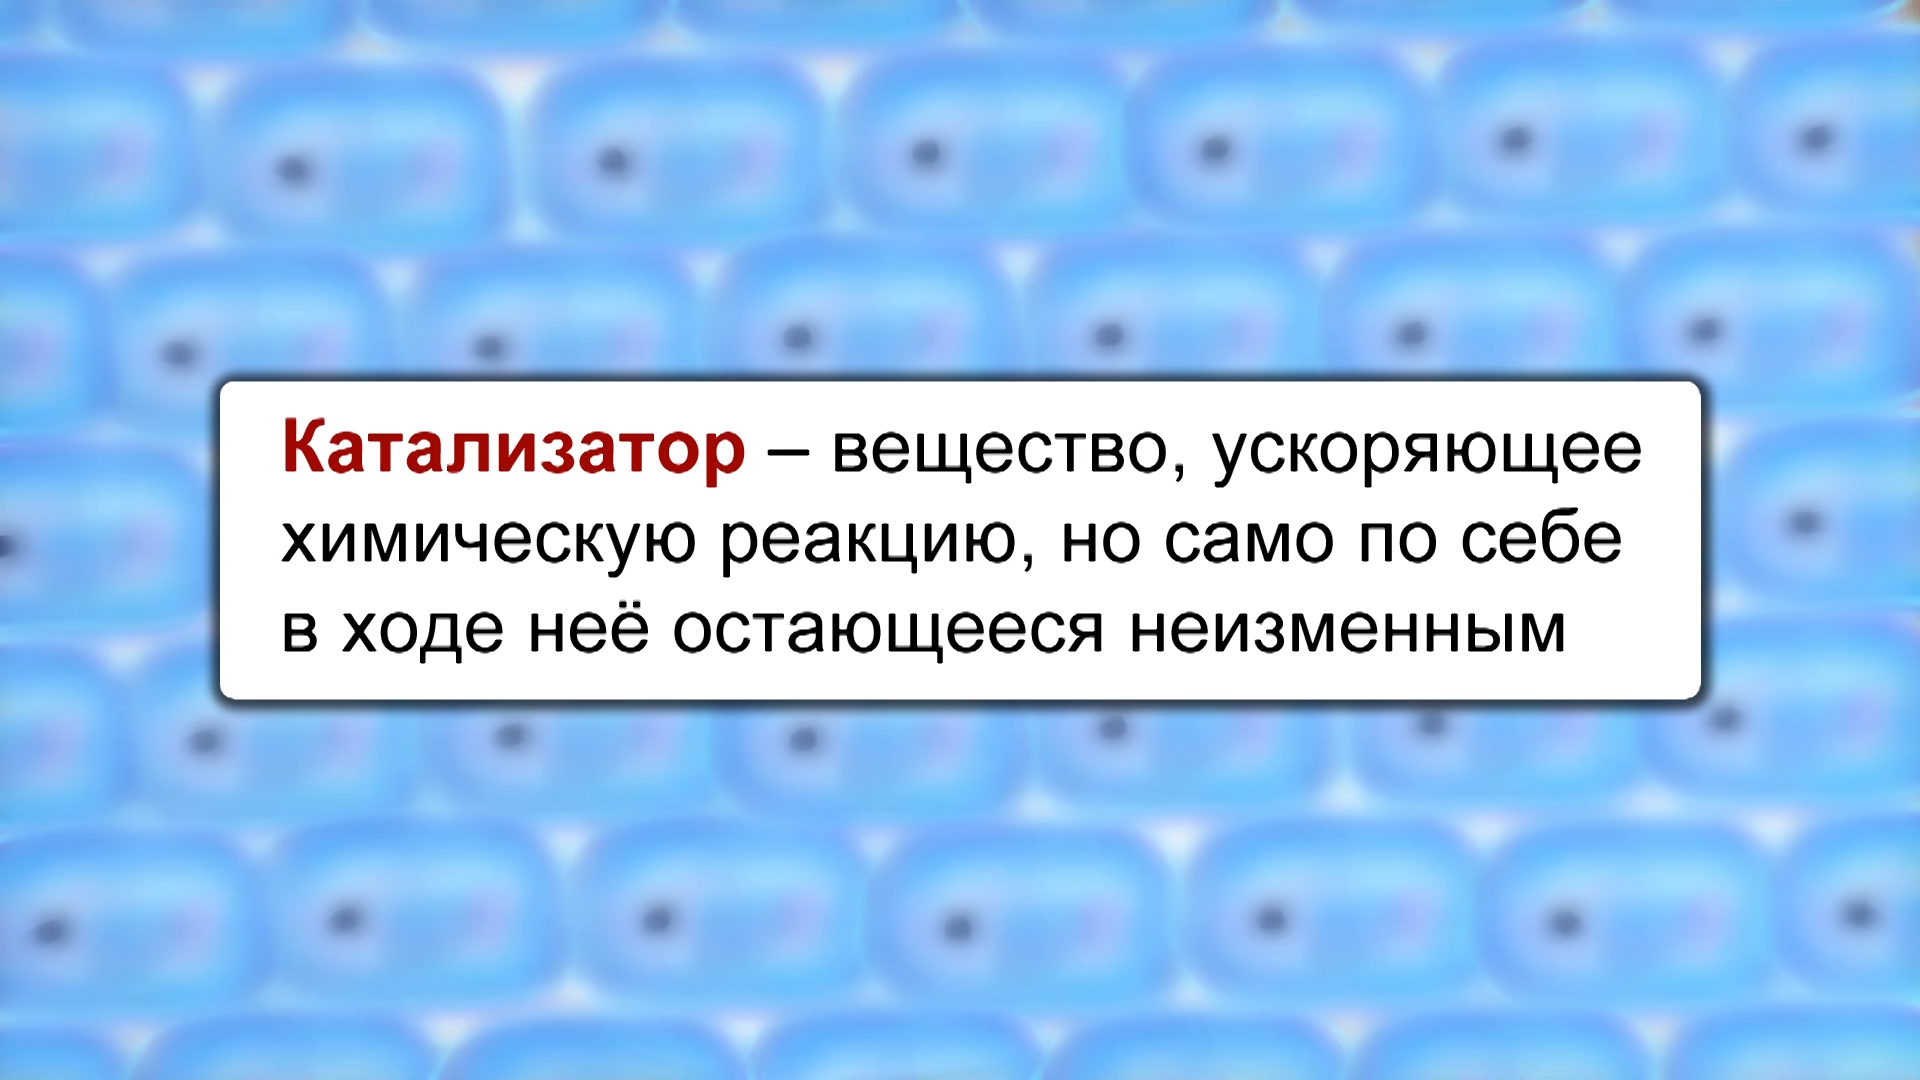 Катализатор – вещество, ускоряющее
химическую реакцию, но само по себе
в ходе неё остающееся неизменным